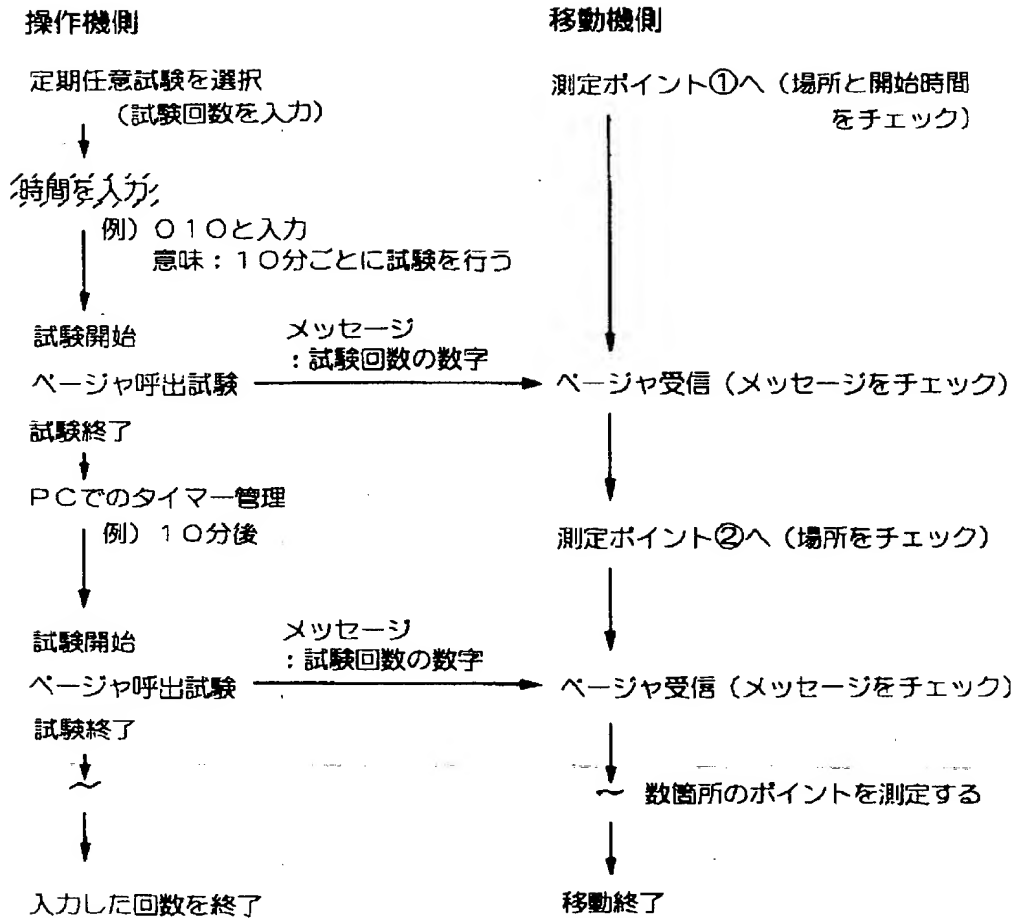 操作機側
移動機側
定期任意試験を選択
(試験回数を入力)
測定ポイント①へ(場所と開始時間
をチェック)
時間を入力
例)010と入力
意味:10分ごとに試験を行う
試験開始
メッセージ
:試験回数の数字
ページャ呼出試験
ページャ受信(メッセージをチェック)
試験終了
PCでのタイマー管理
例)10分後
測定ポイント②へ(場所をチェック)
試験開始
メッセージ
:試験回数の数字
ページャ呼出試験
ページャ受信(メッセージをチェック)
試験終了
~
~ 数箇所のポイントを測定する
入力した回数を終了
移動終了